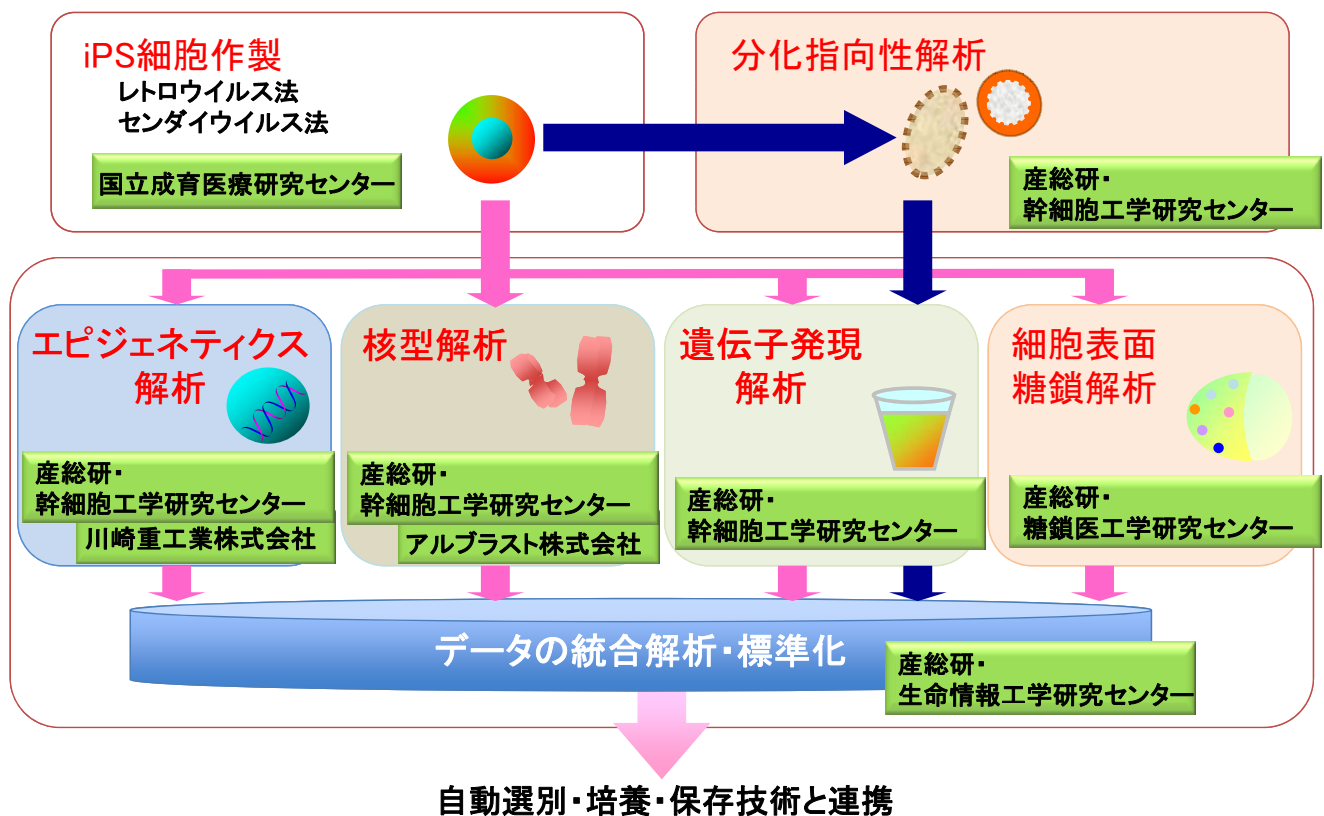 iPS細胞作製
レトロウイルス法
センダイウイルス法
国立成育医療研究センター
分化指向性解析
産総研・
幹細胞工学研究センター
エピジェネティクス
解析
産総研・
幹細胞工学研究センター
川崎重工業株式会社
核型解析
産総研・
幹細胞工学研究センター
アルブラスト株式会社
遺伝子発現
解析
産総研・
幹細胞工学研究センター
細胞表面
糖鎖解析
産総研・
糖鎖医工学研究センター
データの統合解析・標準化
産総研・
生命情報工学研究センター
自動選別・培養・保存技術と連携